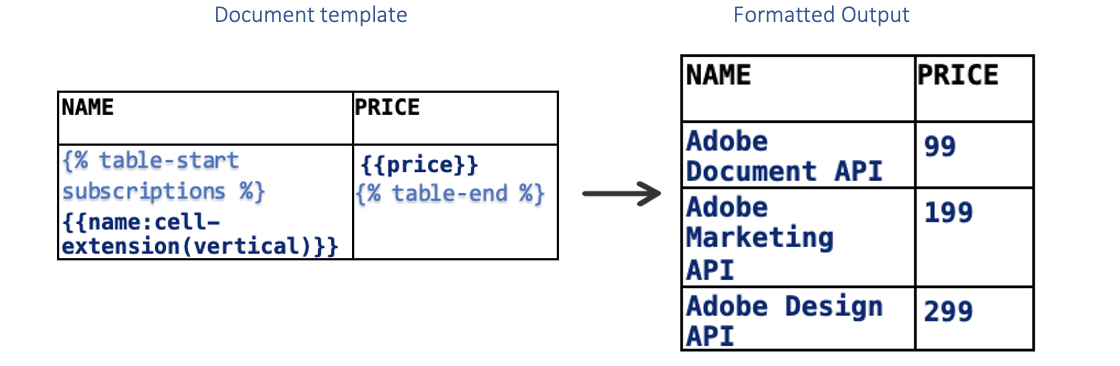 Document template
Formatted Output
NAME
PRICE
{% table-start
subscriptions %}
{{name:cell-
extension(vertical)}}
{{price}}
{% table-end %}
NAME
PRICE
Adobe
Document API
99
Adobe
Marketing
API
199
Adobe Design
API
299